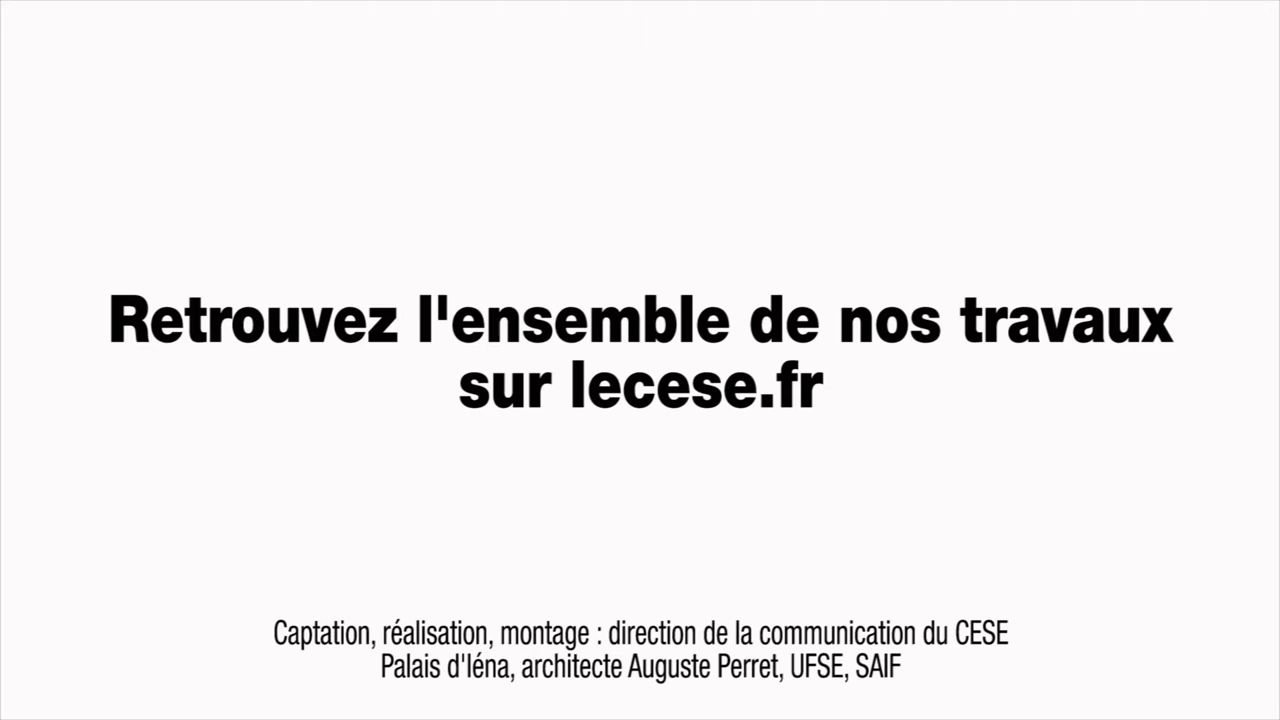 Retrouvez l'ensemble de nos travaux
sur lecese.fr
Captation, réalisation, montage : direction de la communication du CESE
Palais d'Iéna, architecte Auguste Perret, UFSE, SAIF